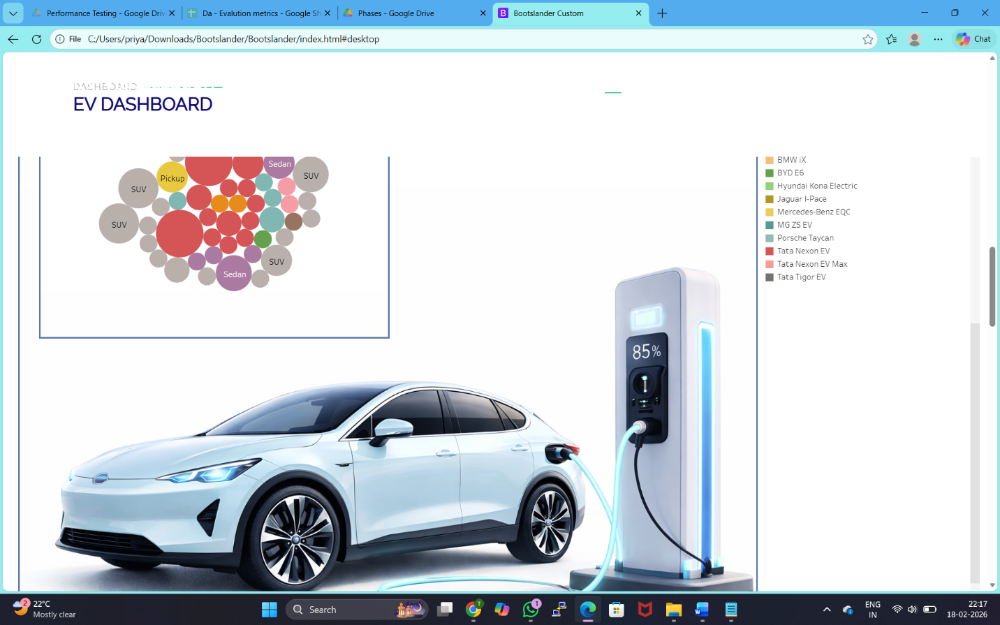 Performance Testing - Google Driv
Da - Evalution metrics - Google Sh
Phases - Google Drive
B Bootslander Custom
File C:/Users/priya/Downloads/Bootslander/Bootslander/index.html#desktop
Chat
DASHBOARD
EV DASHBOARD
Sedan
Pickup
SUV
SUV
SUV
SUV
Sedan
BMW iX
BYD E6
Hyundai Kona Electric
Jaguar I-Pace
Mercedes-Benz EQC
MG ZS EV
Porsche Taycan
Tata Nexon EV
Tata Nexon EV Max
Tata Tigor EV
85%
2
22°C
Mostly clear
Search
T
1
W
ENG
IN
22:17
18-02-2026